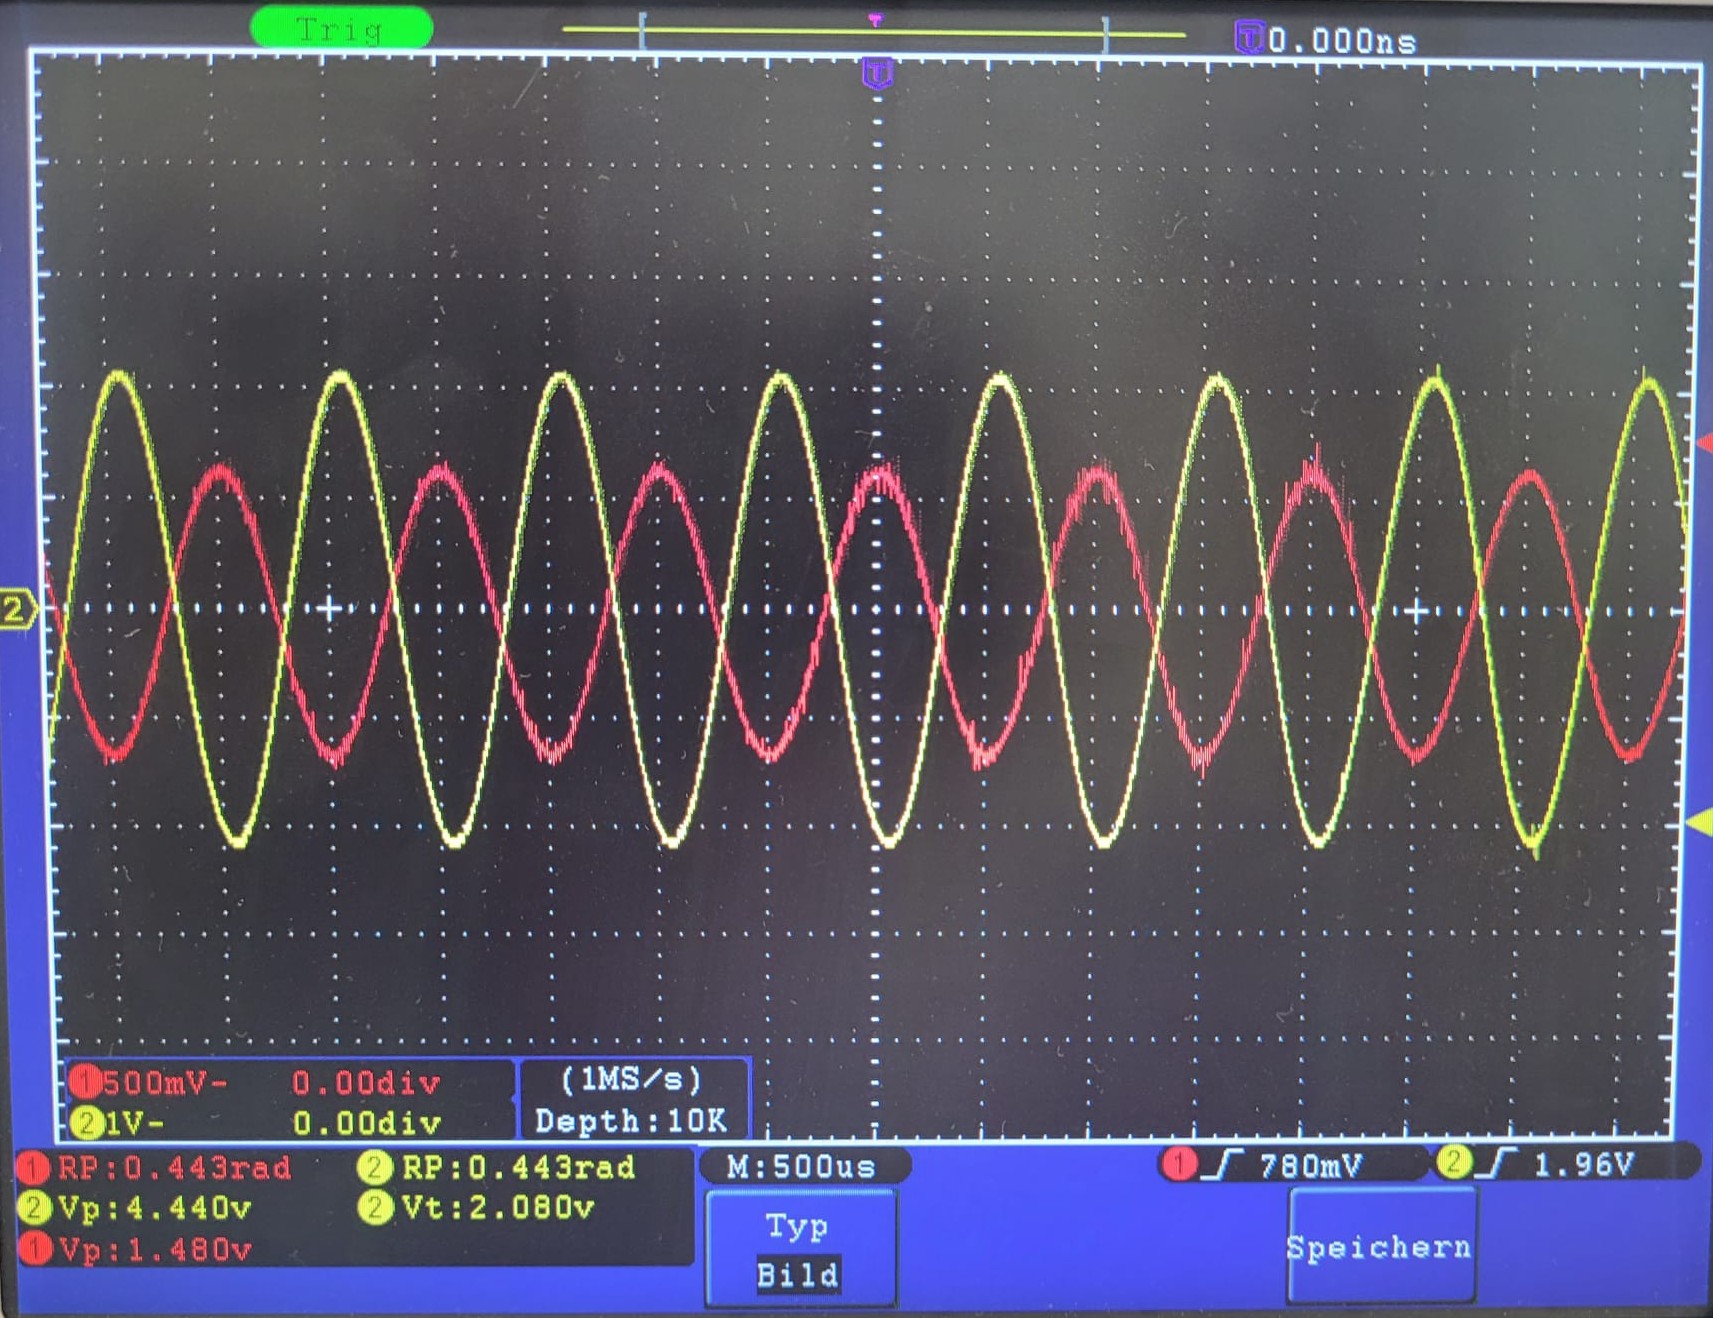 Trig
T 0.000ns
T
2
1 500mV- 0.00div
2 1V- 0.00div
(1MS/s)
Depth:10K
1 RP:0.443rad 2 RP:0.443rad
2 Vp:4.440v 2 Vt:2.080v
1 Vp:1.480v
M:500us
1 780mV 2 1.96V
Typ
Bild
Speichern